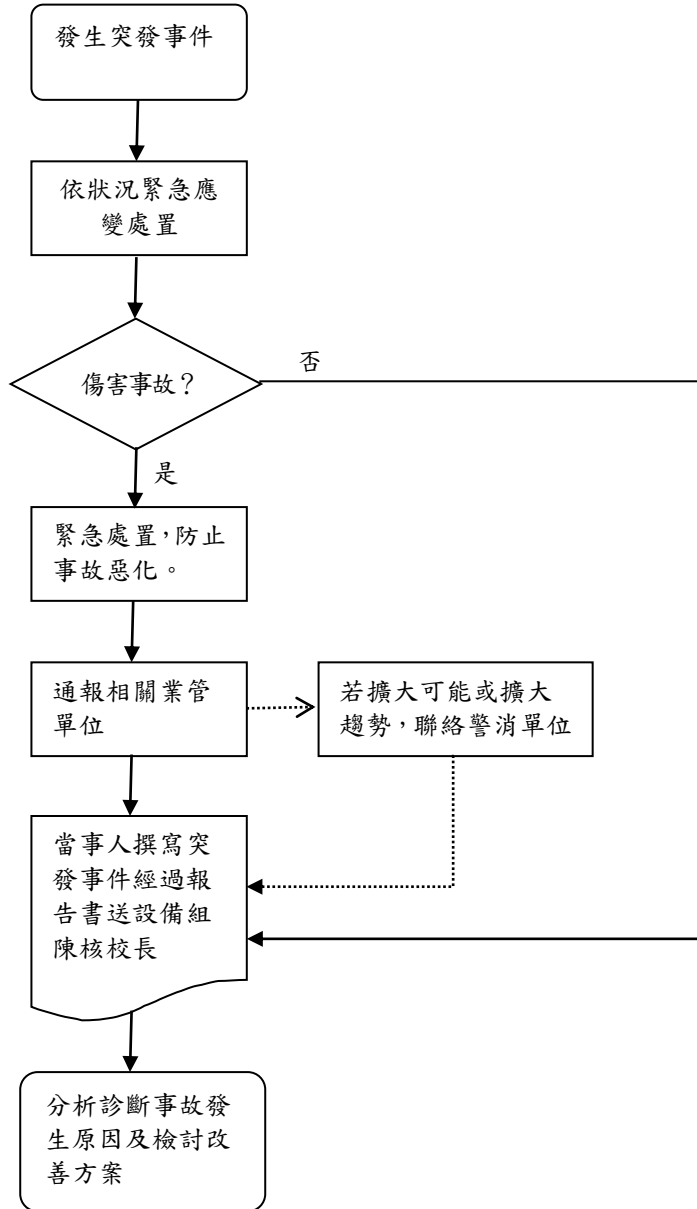 發生突發事件
依狀況緊急應
變處置
傷害事故？
否
是
緊急處置，防止
事故惡化。
通報相關業管
單位
若擴大可能或擴大
趨勢，聯絡警消單位
當事人撰寫突
發事件經過報
告書送設備組
陳核校長
分析診斷事故發
生原因及檢討改
善方案